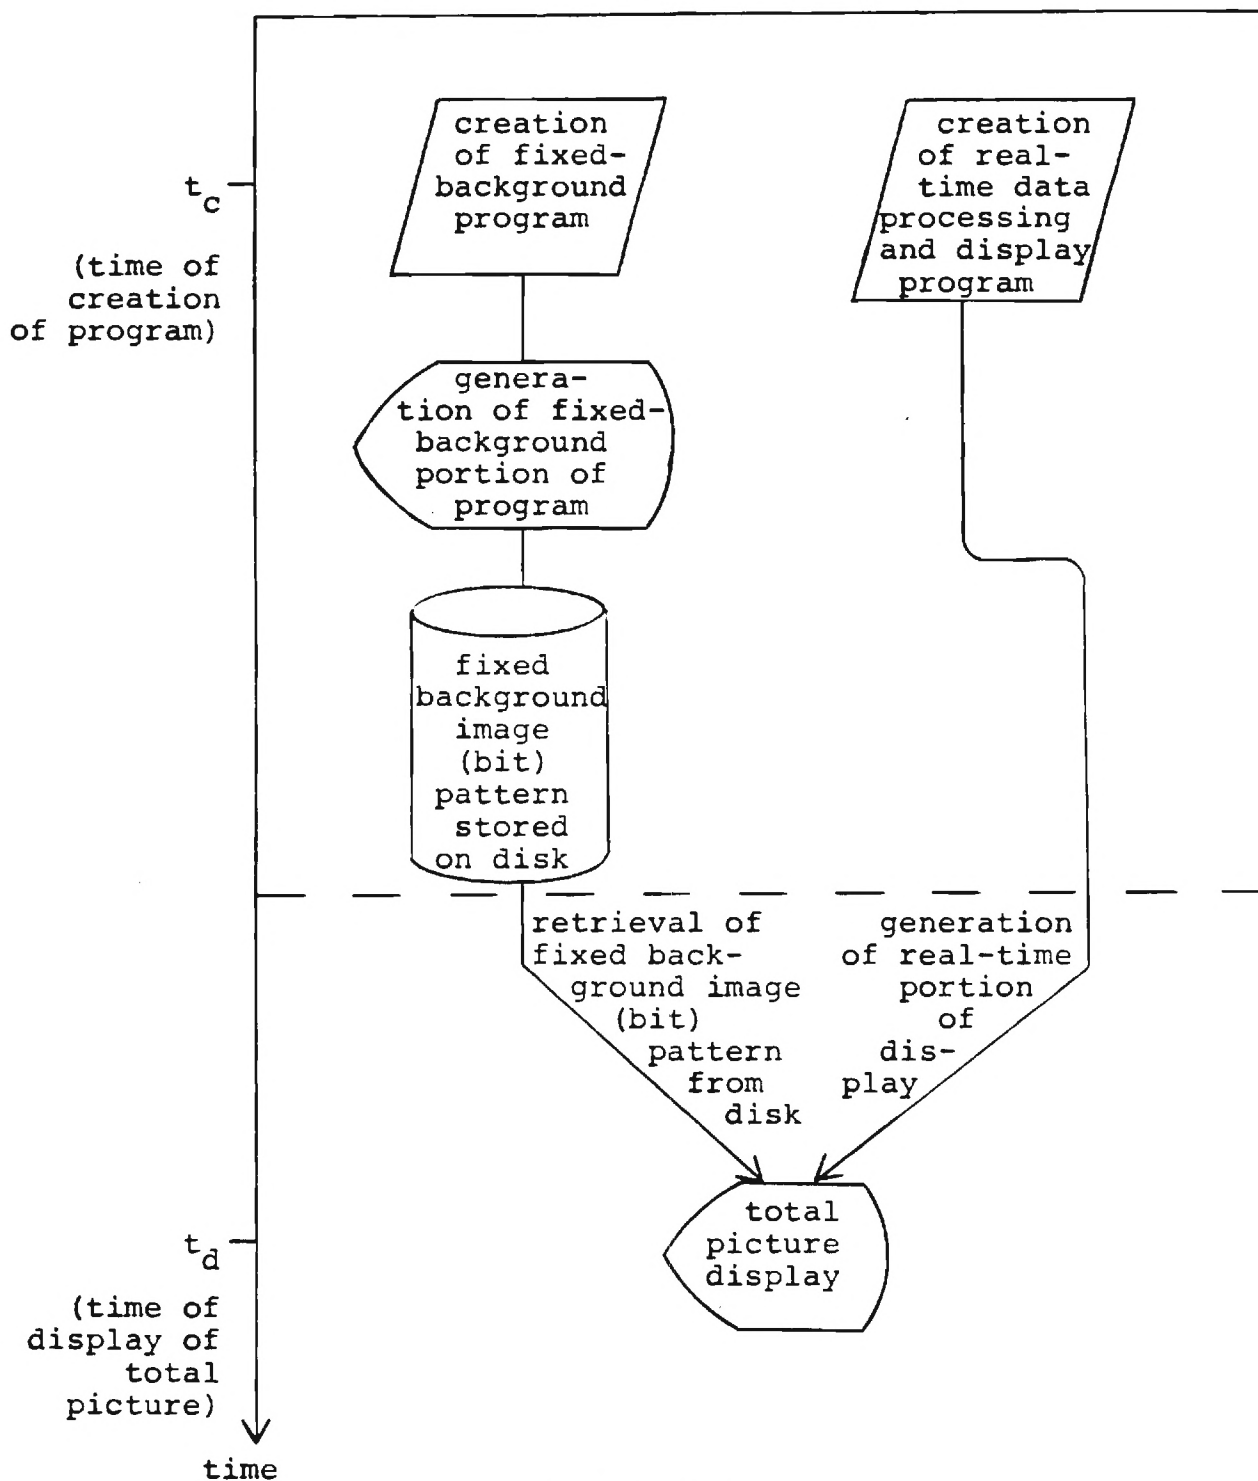 creation
of fixed-
background
program
creation
of real-
time data
processing
and display
program
t_c
(time of
creation
of program)
genera-
tion of fixed-
background
portion of
program
fixed
background
image
(bit)
pattern
stored
on disk
retrieval of
fixed back-
ground image
(bit)
pattern
from
disk
generation
of real-time
portion
of
dis-
play
total
picture
display
t_d
(time of
display of
total
picture)
time